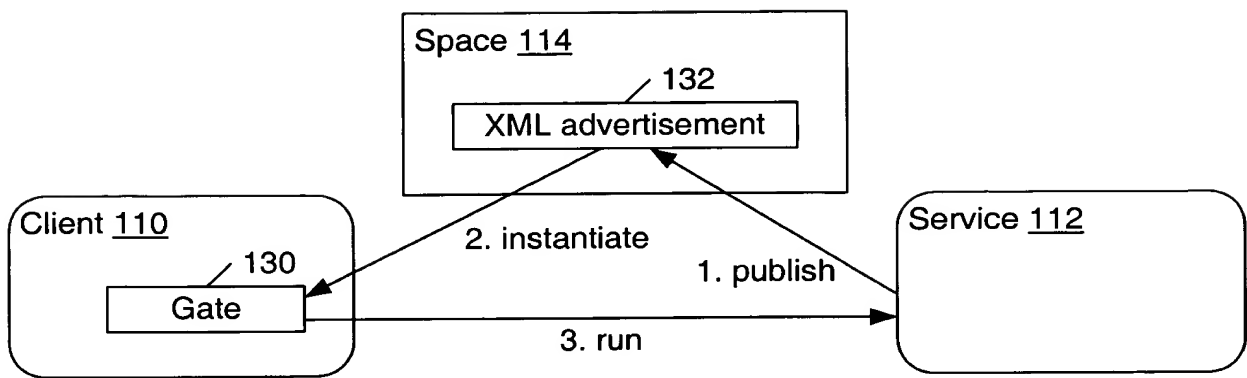 Space 114
132
XML advertisement
Client 110
2. instantiate
Service 112
130
1. publish
Gate
3. run